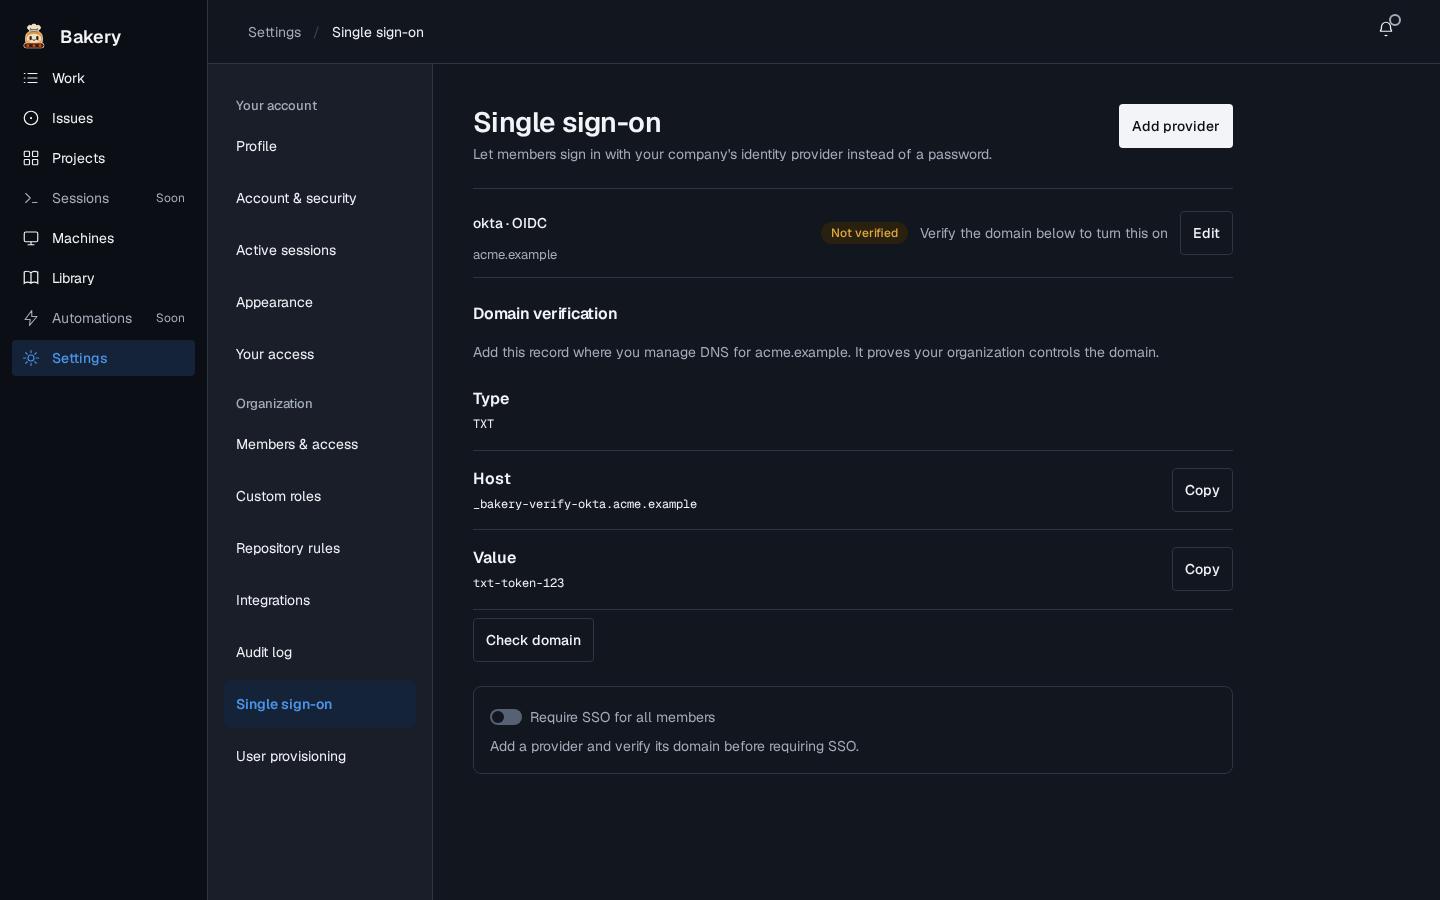 Bakery
Work
Issues
Projects
Sessions Soon
Machines
Library
Automations Soon
Settings
Settings / Single sign-on
Your account
Profile
Account & security
Active sessions
Appearance
Your access
Organization
Members & access
Custom roles
Repository rules
Integrations
Audit log
Single sign-on
User provisioning
Single sign-on
Let members sign in with your company's identity provider instead of a password.
Add provider
okta · OIDC
acme.example
Not verified
Verify the domain below to turn this on
Edit
Domain verification
Add this record where you manage DNS for acme.example. It proves your organization controls the domain.
Type
TXT
Host
_bakery-verify-okta.acme.example
Copy
Value
txt-token-123
Copy
Check domain
Require SSO for all members
Add a provider and verify its domain before requiring SSO.